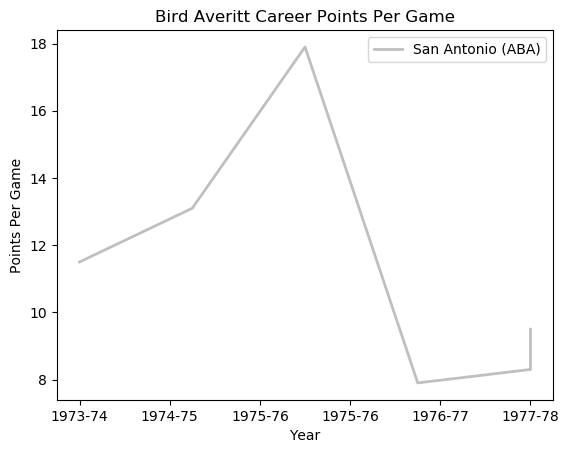 Bird Averitt Career Points Per Game
San Antonio (ABA)
18
16
14
12
10
8
Points Per Game
1973-74 1974-75 1975-76 1975-76 1976-77 1977-78
Year